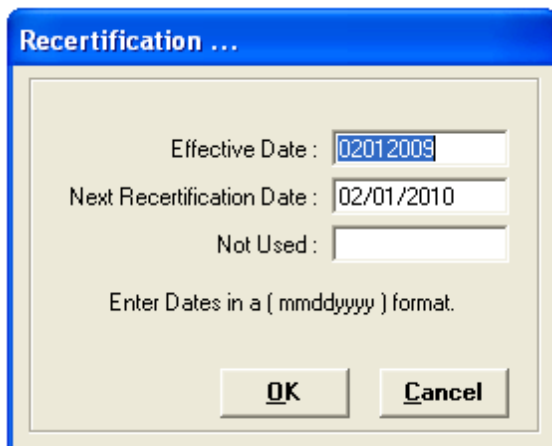 Recertification ...
Effective Date : 02012009
Next Recertification Date : 02/01/2010
Not Used :
Enter Dates in a ( mmddyyyy ) format.
OK Cancel